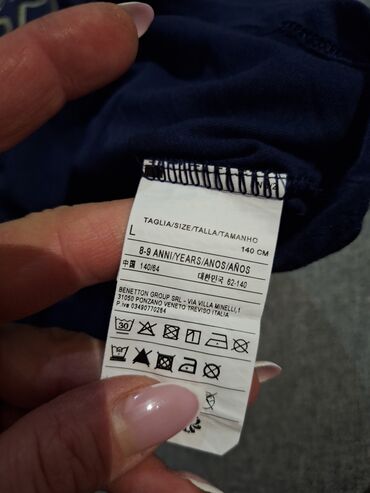 TAGLIA/SIZE/TALLA/TAMANHO
L 140 CM
8-9 ANNI/YEARS/ANOS/AÑOS
中国 140/64 대한민국 62-140
BENETTON GROUP SRL - VIA VILLA MINELLI,1
31050 PONZANO VENETO TREVISO ITALIA
P.iva 03490770264
30